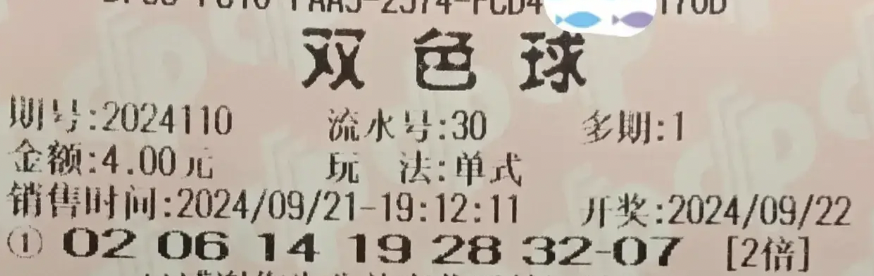 双色球
期号:2024110 流水号:30 多期:1
金额:4.00元 玩 法:单式
销售时间:2024/09/21-19:12:11 开奖:2024/09/22
① 02 06 14 19 28 32-07 [2倍]